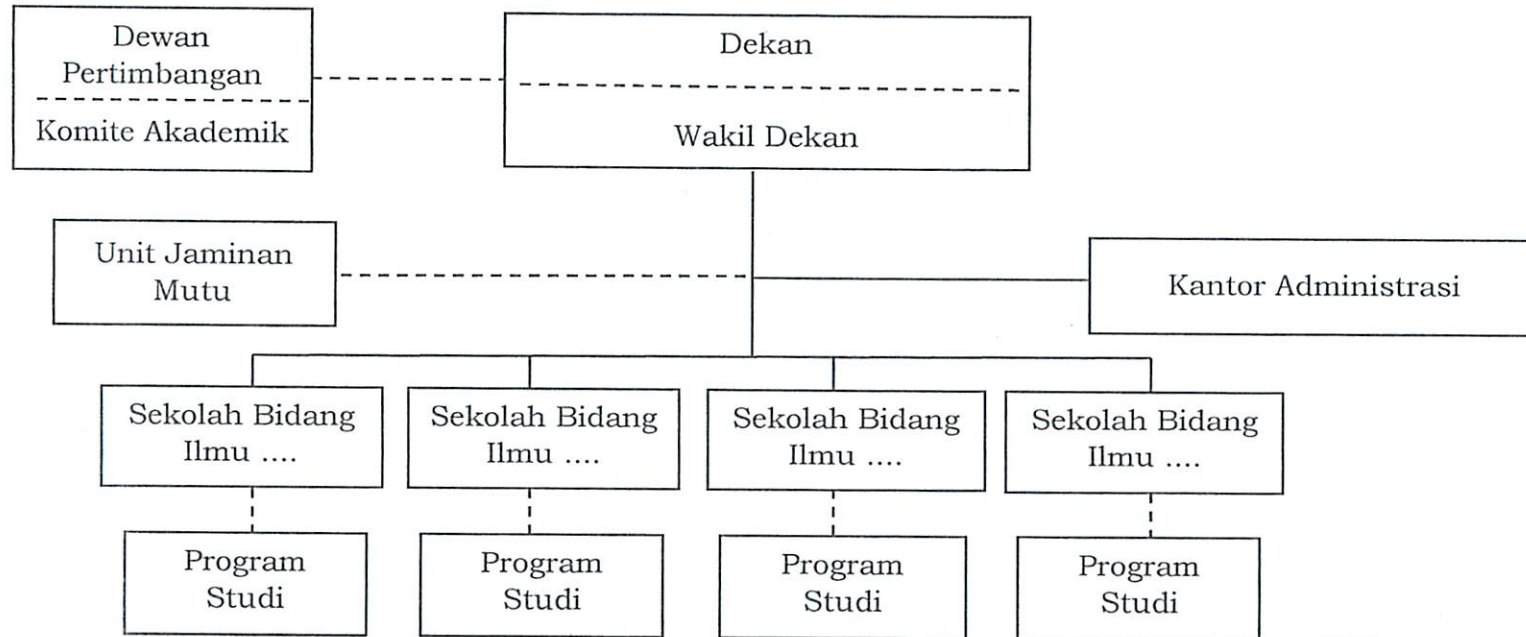 Dewan
Pertimbangan
Komite Akademik
Dekan
Wakil Dekan
Unit Jaminan
Mutu
Kantor Administrasi
Sekolah Bidang
Ilmu ....
Sekolah Bidang
Ilmu ....
Sekolah Bidang
Ilmu ....
Sekolah Bidang
Ilmu ....
Program
Studi
Program
Studi
Program
Studi
Program
Studi